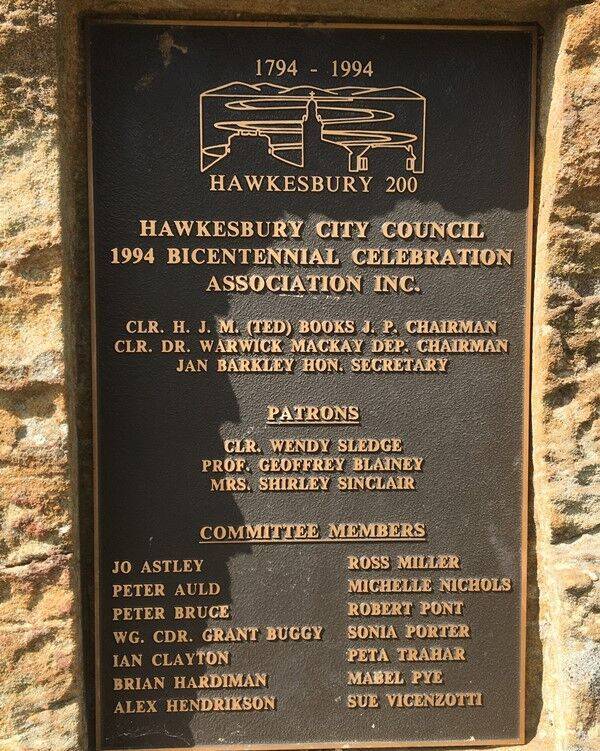 1794 - 1994
HAWKESBURY 200
HAWKESBURY CITY COUNCIL
1994 BICENTENNIAL CELEBRATION
ASSOCIATION INC.
CLR. H. J. M. (TED) BOOKS J. P. CHAIRMAN
CLR. DR. WARWICK MACKAY DEP. CHAIRMAN
JAN BARKLEY HON. SECRETARY
PATRONS
CLR. WENDY SLEDGE
PROF. GEOFFREY BLAINEY
MRS. SHIRLEY SINCLAIR
COMMITTEE MEMBERS
JO ASTLEY
PETER AULD
PETER BRUCE
WG. CDR. GRANT BUGGY
IAN CLAYTON
BRIAN HARDIMAN
ALEX HENDRIKSON
ROSS MILLER
MICHELLE NICHOLS
ROBERT PONT
SONIA PORTER
PETA TRAHAR
MABEL PYE
SUE VICENZOTTI